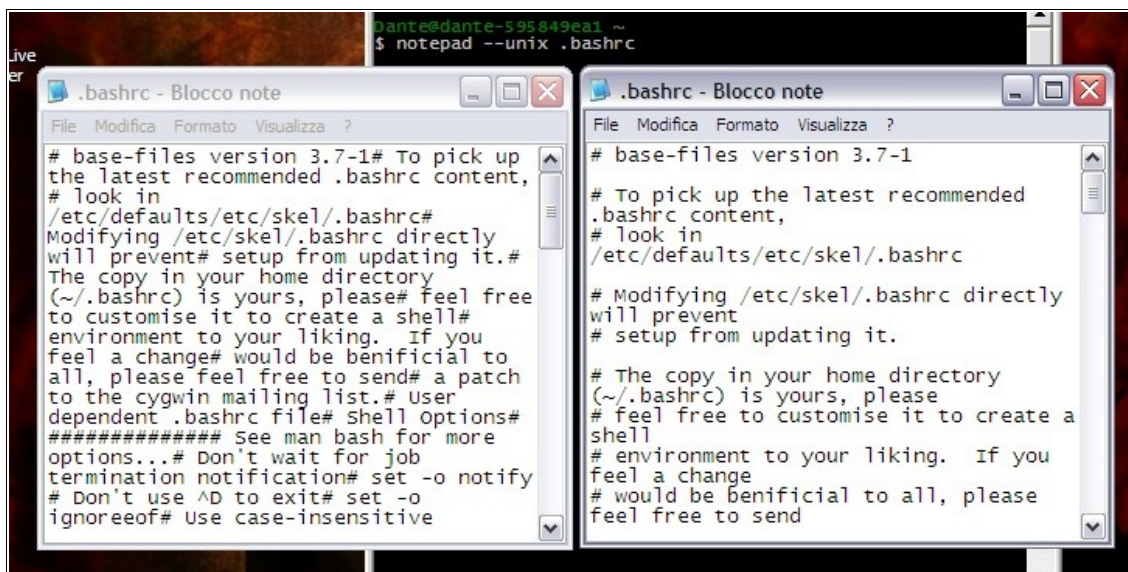 Live
er
Dante@dante-595849ea1 ~
$ notepad --unix .bashrc
.bashrc - Blocco note
File Modifica Formato Visualizza ?
# base-files version 3.7-1# To pick up
the latest recommended .bashrc content,
# look in
/etc/defaults/etc/skel/.bashrc#
Modifying /etc/skel/.bashrc directly
will prevent# setup from updating it.#
The copy in your home directory
(~/.bashrc) is yours, please# feel free
to customise it to create a shell#
environment to your liking.  If you
feel a change# would be benificial to
all, please feel free to send# a patch
to the cygwin mailing list.# User
dependent .bashrc file# Shell Options#
############## See man bash for more
options...# Don't wait for job
termination notification# set -o notify
# Don't use ^D to exit# set -o
ignoreeof# Use case-insensitive
.bashrc - Blocco note
File Modifica Formato Visualizza ?
# base-files version 3.7-1
# To pick up the latest recommended
.bashrc content,
# look in
/etc/defaults/etc/skel/.bashrc
# Modifying /etc/skel/.bashrc directly
will prevent
# setup from updating it.
# The copy in your home directory
(~/.bashrc) is yours, please
# feel free to customise it to create a
shell
# environment to your liking.  If you
feel a change
# would be benificial to all, please
feel free to send